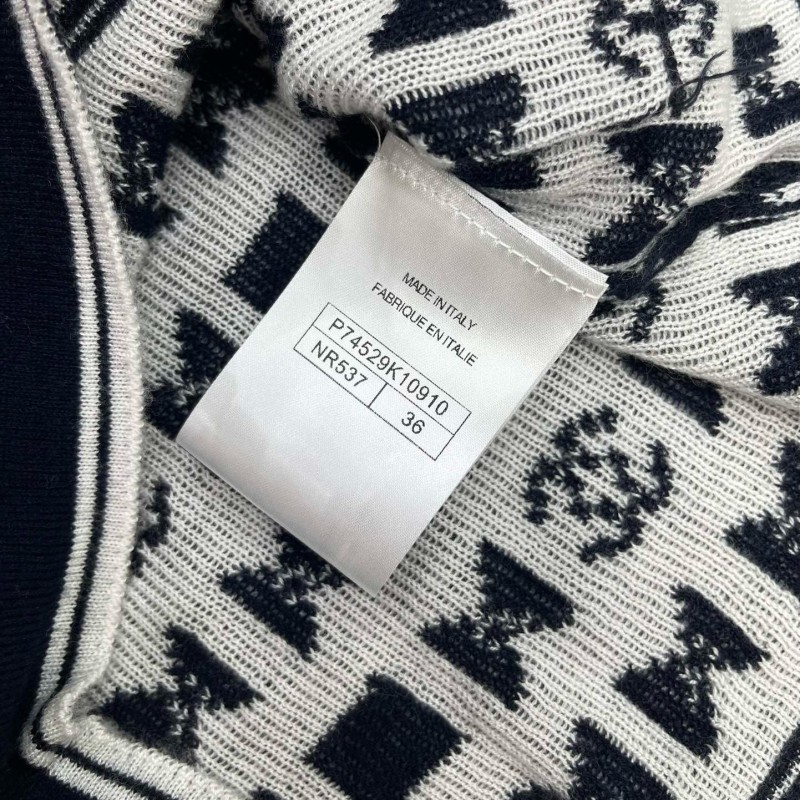 MADE IN ITALY
FABRIQUE EN ITALIE
P74529K10910
NR537 36